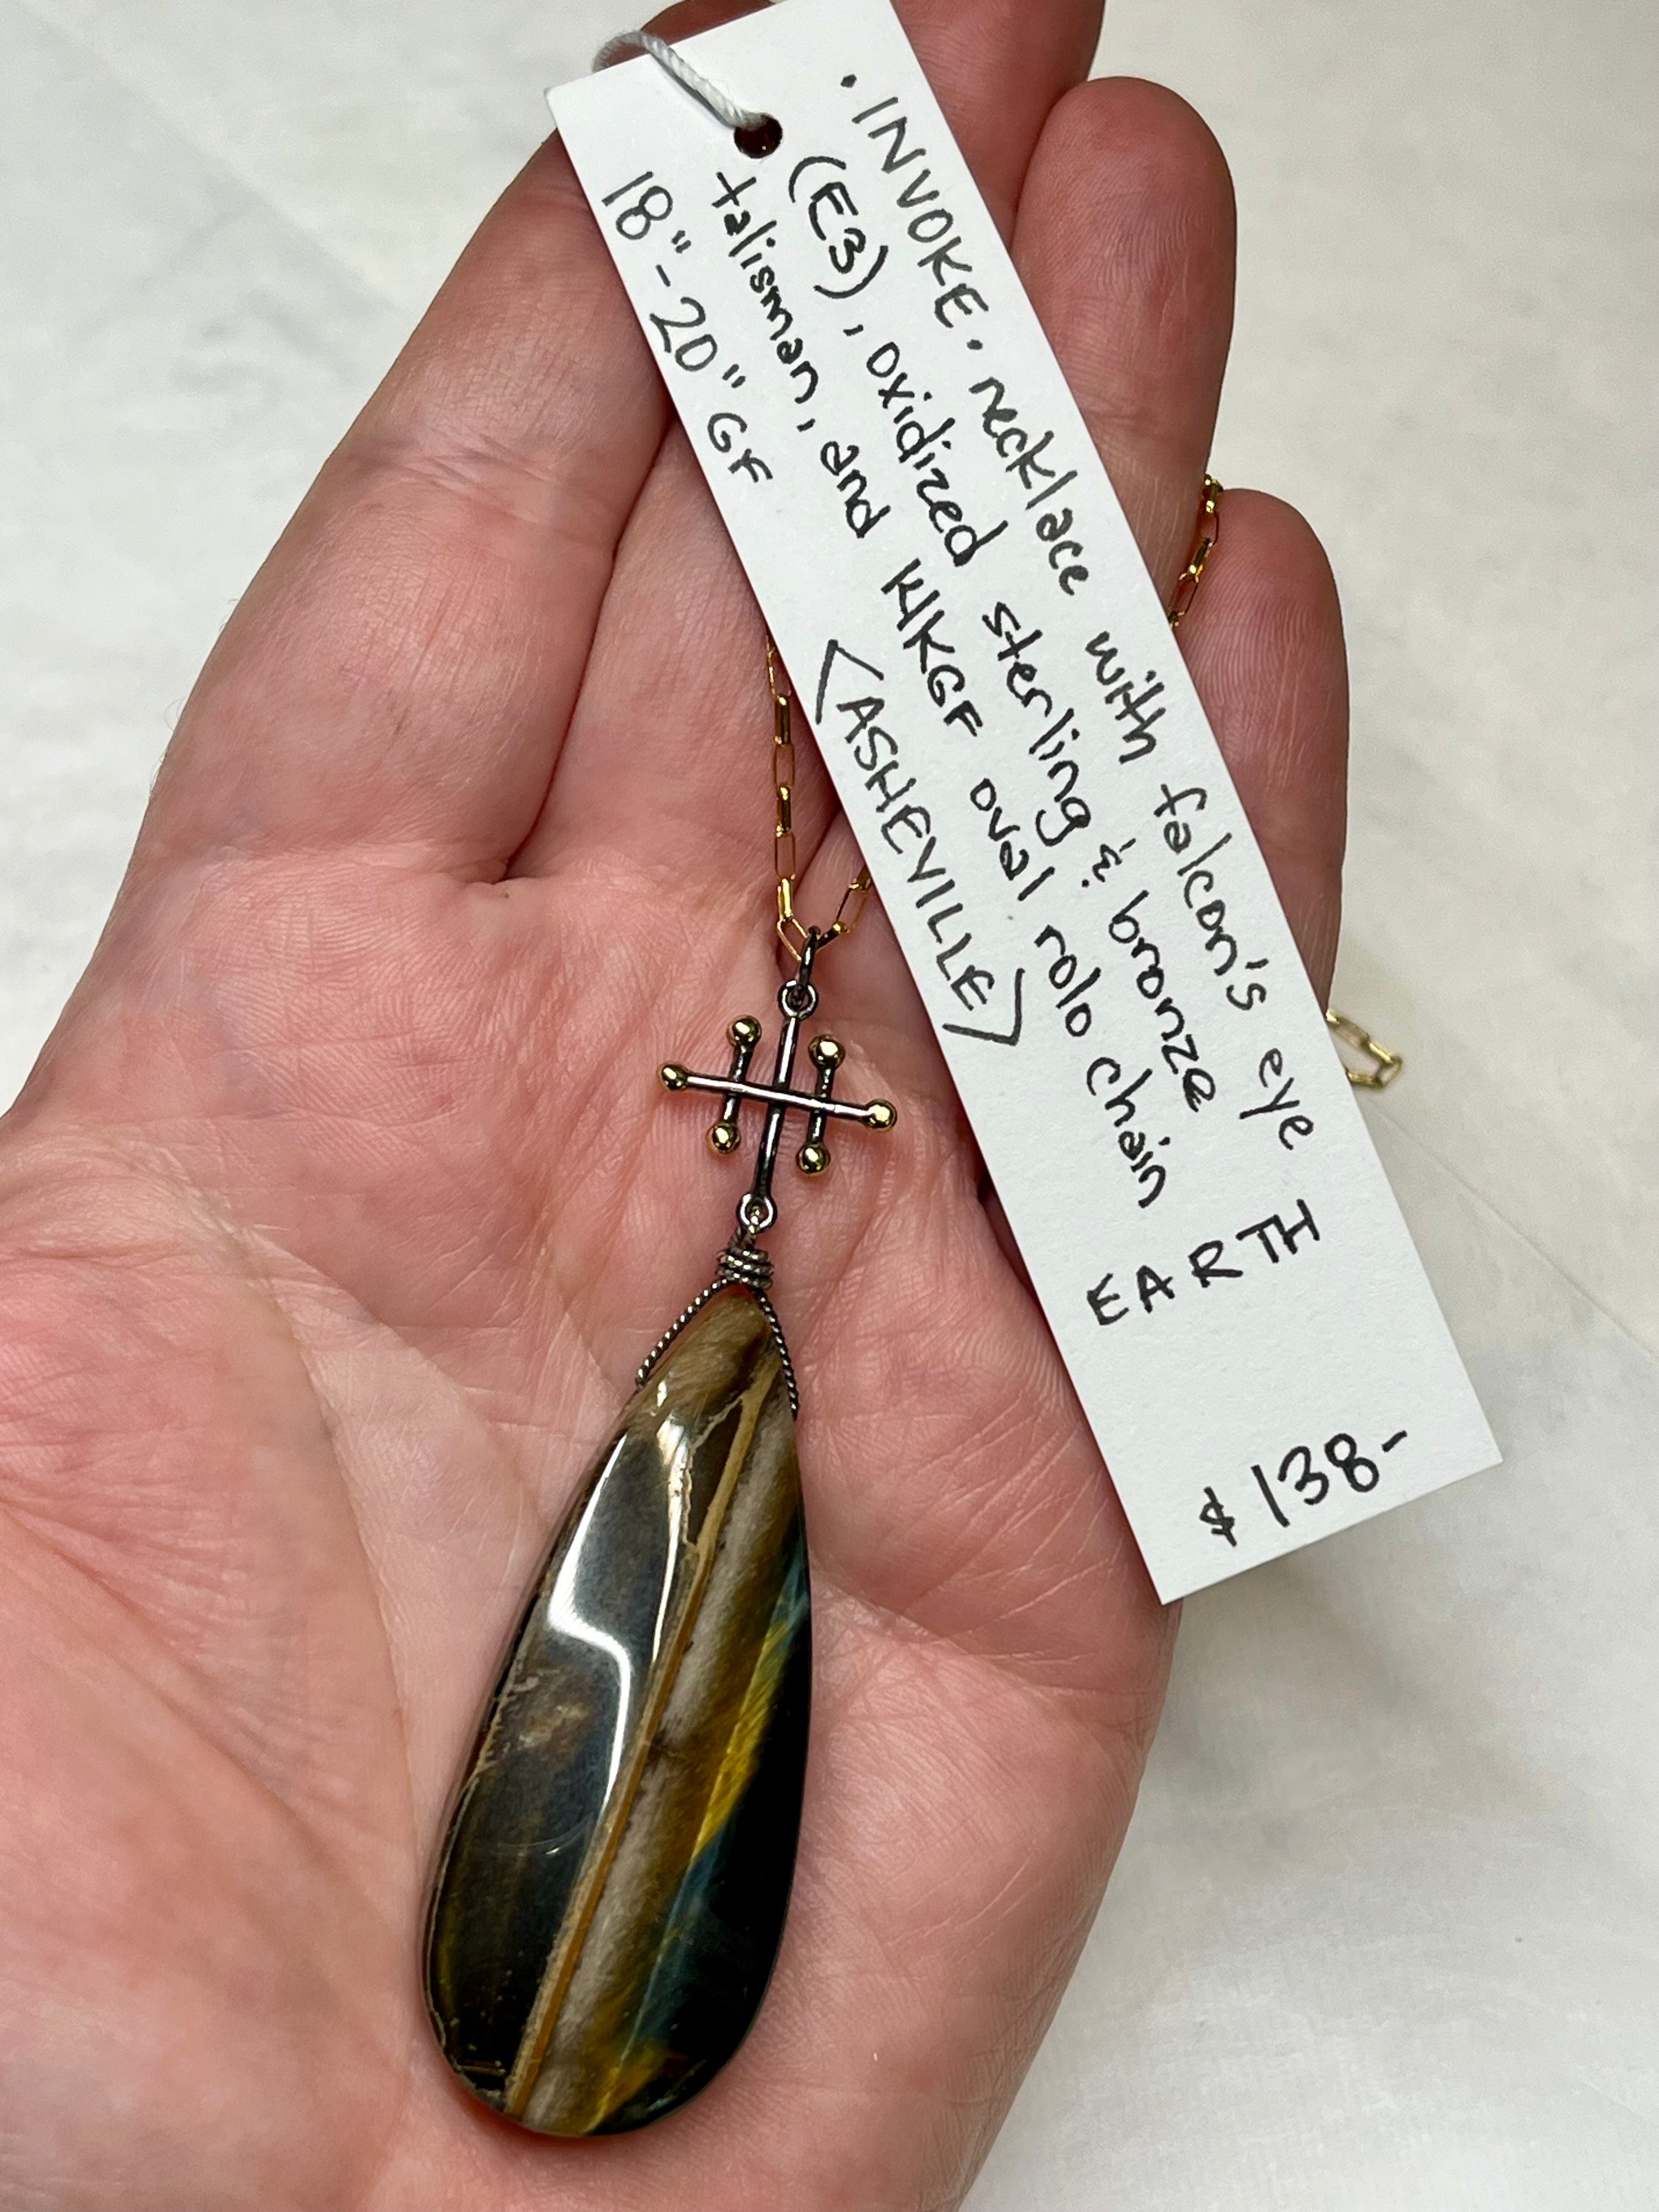 • INVOKE • necklace with falcon's eye
(E3), oxidized sterling & bronze
talisman, and 14KGF oval rolo chain
18"-20" GF
<ASHEVILLE>
EARTH
$138-